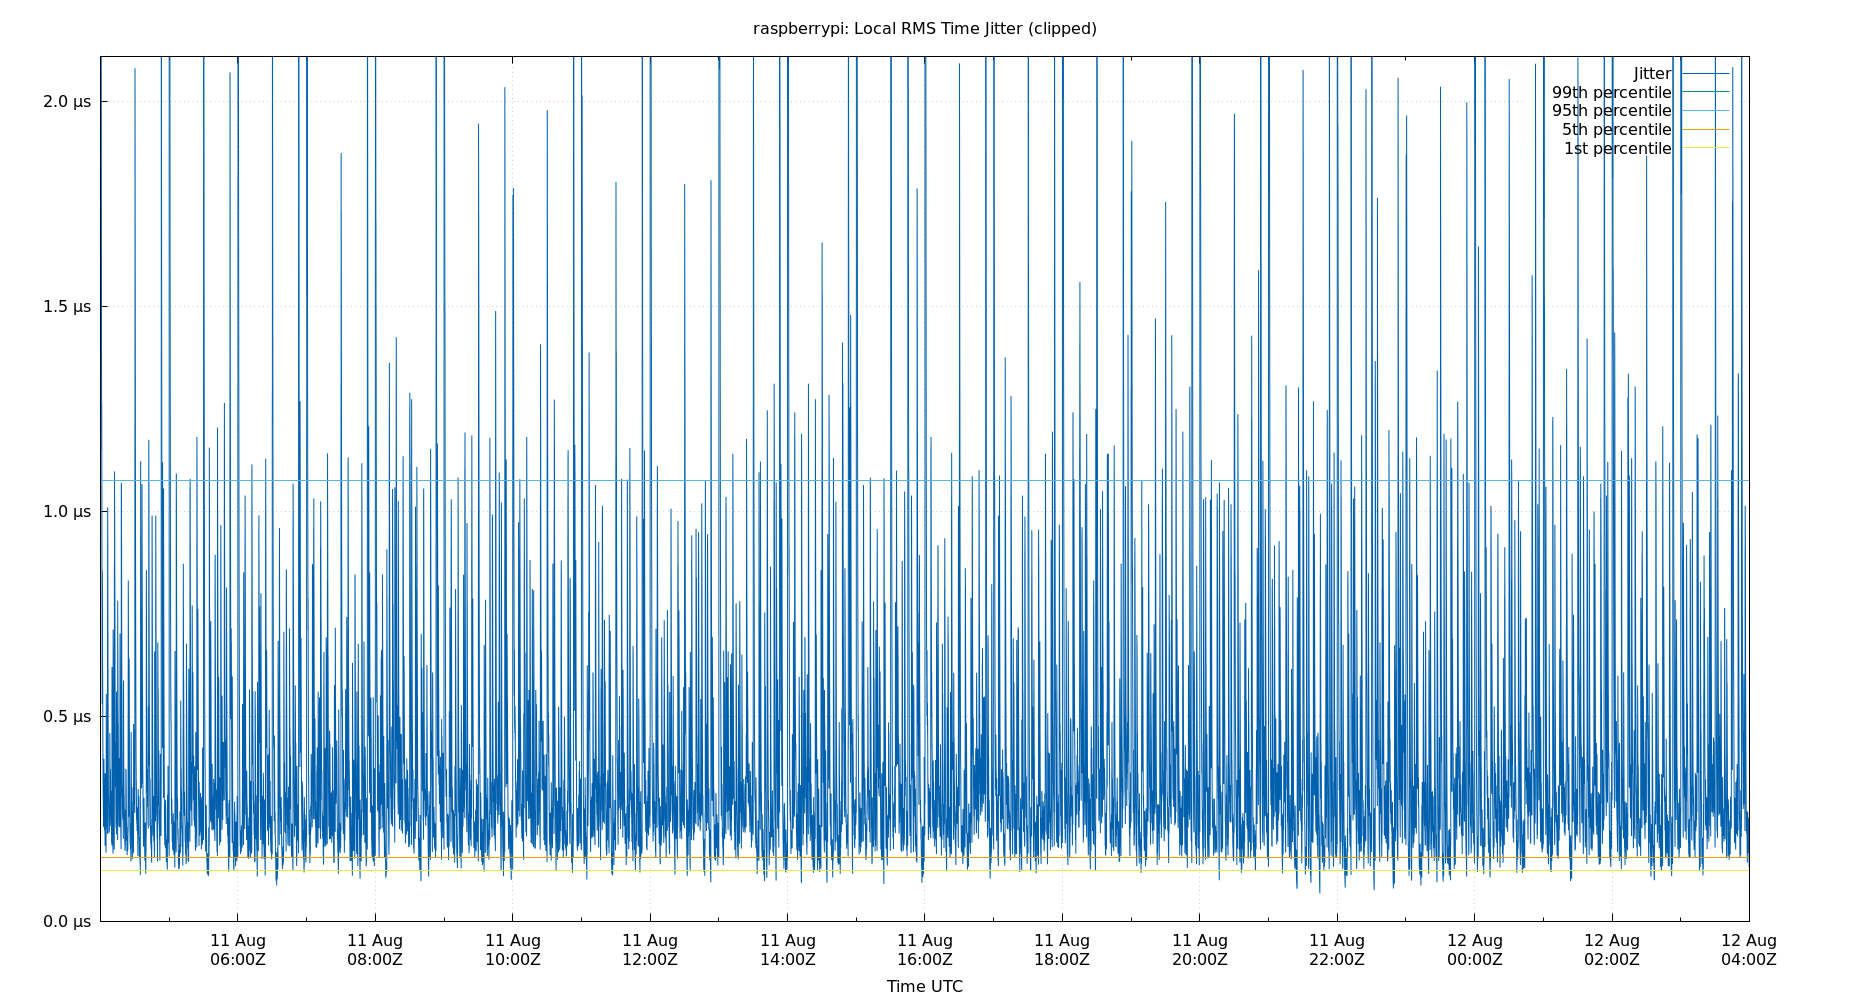 raspberrypi: Local RMS Time Jitter (clipped)
Jitter
99th percentile
95th percentile
5th percentile
1st percentile
2.0 µs
1.5 µs
1.0 µs
0.5 µs
0.0 µs
11 Aug 11 Aug 11 Aug 11 Aug 11 Aug 11 Aug 11 Aug 11 Aug 11 Aug 12 Aug 12 Aug 12 Aug
06:00Z 08:00Z 10:00Z 12:00Z 14:00Z 16:00Z 18:00Z 20:00Z 22:00Z 00:00Z 02:00Z 04:00Z
Time UTC